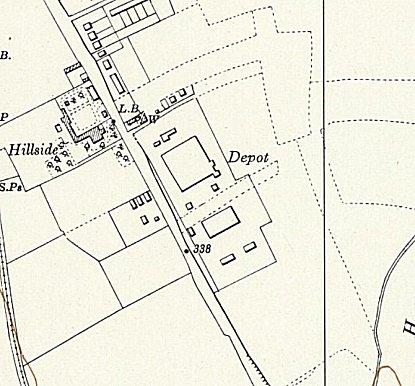 B.
L.B.
W
P
Hillside
Depot
S.Ps
338
H